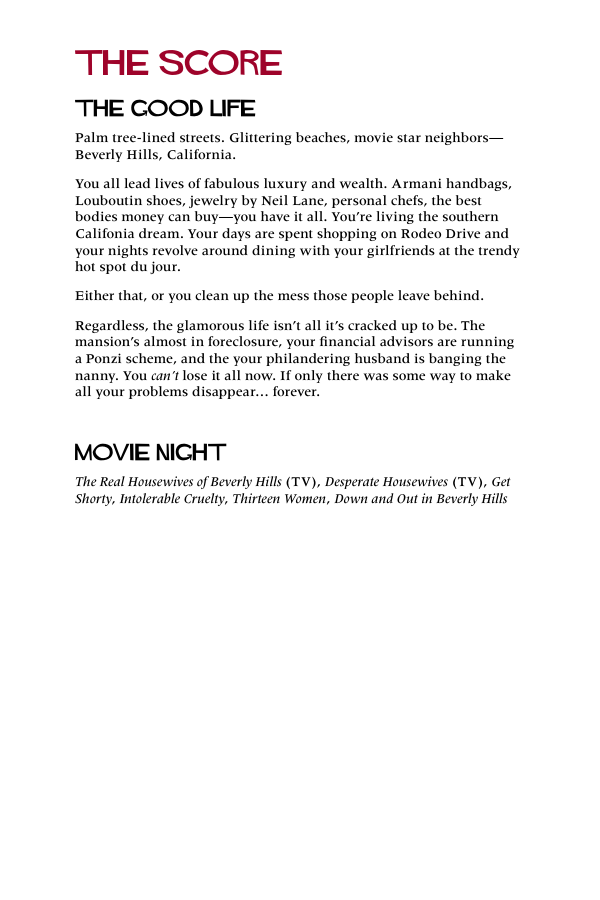 THE SCORE
THE GOOD LIFE
Palm tree-lined streets. Glittering beaches, movie star neighbors—
Beverly Hills, California.
You all lead lives of fabulous luxury and wealth. Armani handbags,
Louboutin shoes, jewelry by Neil Lane, personal chefs, the best
bodies money can buy—you have it all. You’re living the southern
Califonia dream. Your days are spent shopping on Rodeo Drive and
your nights revolve around dining with your girlfriends at the trendy
hot spot du jour.
Either that, or you clean up the mess those people leave behind.
Regardless, the glamorous life isn’t all it’s cracked up to be. The
mansion’s almost in foreclosure, your financial advisors are running
a Ponzi scheme, and the your philandering husband is banging the
nanny. You can’t lose it all now. If only there was some way to make
all your problems disappear… forever.
MOVIE NIGHT
The Real Housewives of Beverly Hills (TV), Desperate Housewives (TV), Get
Shorty, Intolerable Cruelty, Thirteen Women, Down and Out in Beverly Hills